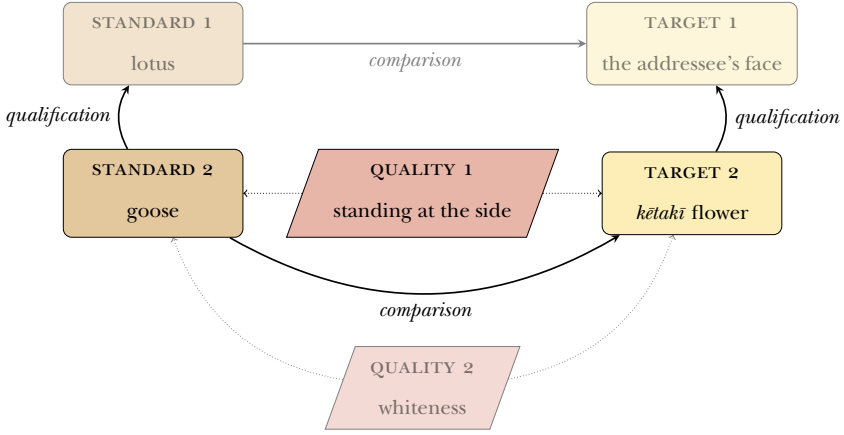 STANDARD 1
lotus
comparison
TARGET 1
the addressee’s face
qualification
qualification
STANDARD 2
goose
QUALITY 1
standing at the side
TARGET 2
kētakī flower
comparison
QUALITY 2
whiteness